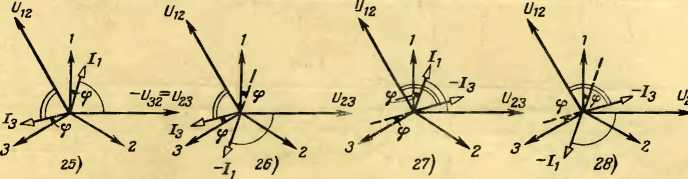 U12 1 I1 φ -U32=U23 I3 φ 3 2 25)
U12 1 φ U23 I3 φ 3 -I1 2 26)
U12 1 I1 -I3 φ U23 φ 3 2 27)
U12 1 φ -I3 φ 3 -I1 2 28)